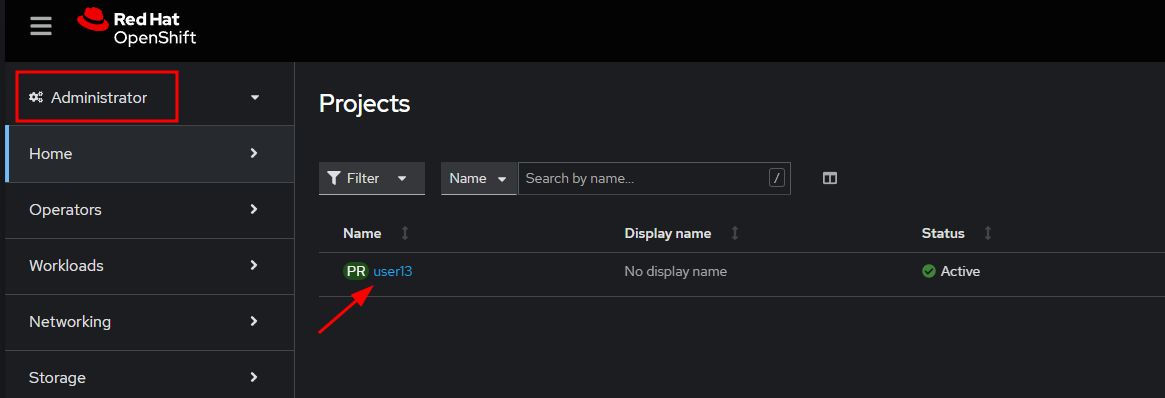 Red Hat
OpenShift
Administrator
Home
Operators
Workloads
Networking
Storage
Projects
Filter
Name
Search by name...
/
Name
Display name
Status
PR user13
No display name
Active